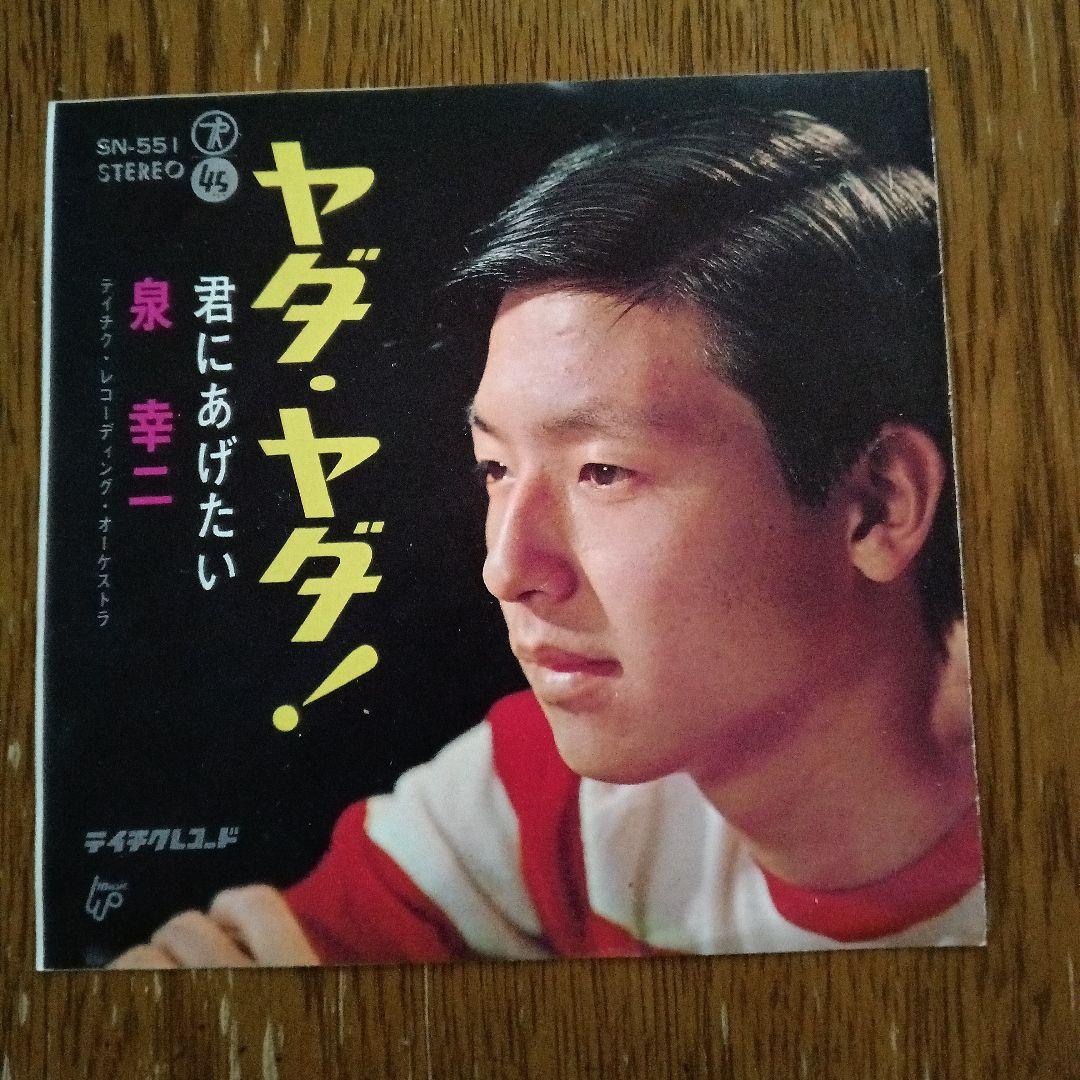 SN-551
STEREO
45
ヤダ・ヤダ!
君にあげたい
泉 幸二
テイチク・レコーディング・オーケストラ
テイチクレコード
music